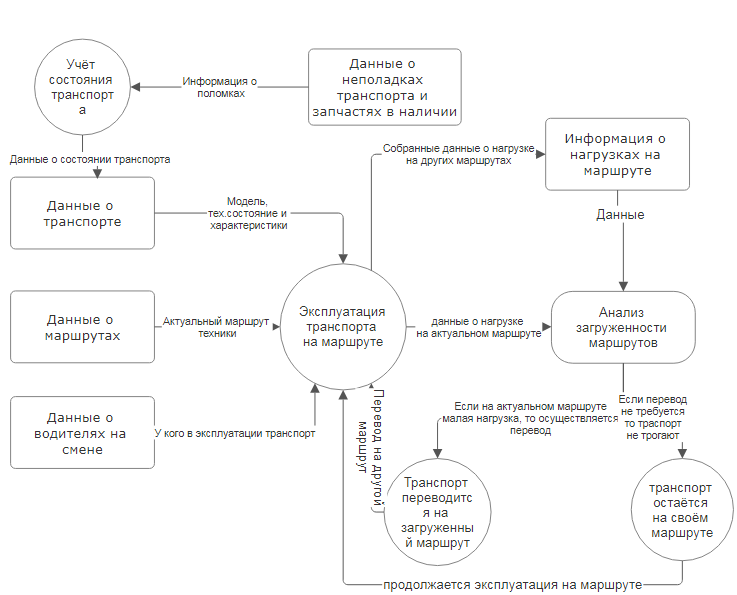 Учёт
состояния
транспорт
а
Информация о
поломках
Данные о
неполадках
транспорта и
запчастях в наличии
Данные о состоянии транспорта
Собранные данные о нагрузке
на других маршрутах
Информация о
нагрузках на
маршруте
Данные о
транспорте
Модель,
тех.состояние и
характеристики
Данные
Данные о
маршрутах
Актуальный маршрут
техники
Эксплуатация
транспорта
на маршруте
данные о нагрузке
на актуальном маршруте
Анализ
загруженности
маршрутов
Данные о
водителях на
смене
У кого в эксплуатации транспорт
Перевод на другой
маршрут
Если на актуальном маршруте
малая нагрузка, то осуществляется
перевод
Если перевод
не требуется
то траспорт
не трогают
Транспорт
переводитс
я на
загруженны
й маршрут
транспорт
остаётся
на своём
маршруте
продолжается эксплуатация на маршруте